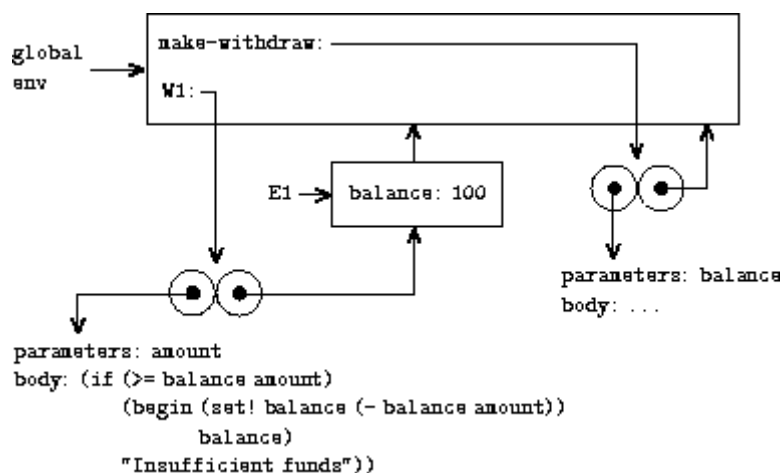 global
env
make-withdraw:
W1:
E1
balance: 100
parameters: balance
body: ...
parameters: amount
body: (if (>= balance amount)
(begin (set! balance (- balance amount))
balance)
"Insufficient funds"))